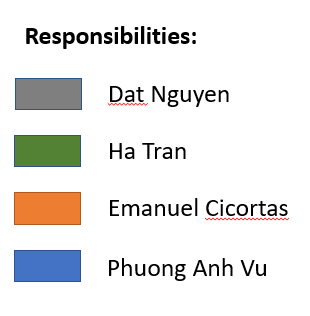 Responsibilities:
Dat Nguyen
Ha Tran
Emanuel Cicortas
Phuong Anh Vu